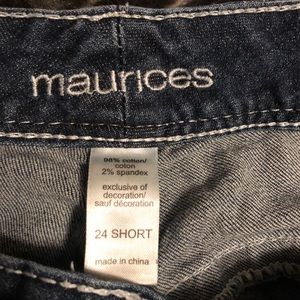 maurices
98% cotton/
coton
2% spandex
exclusive of
decoration/
sauf décoration
24 SHORT
made in china